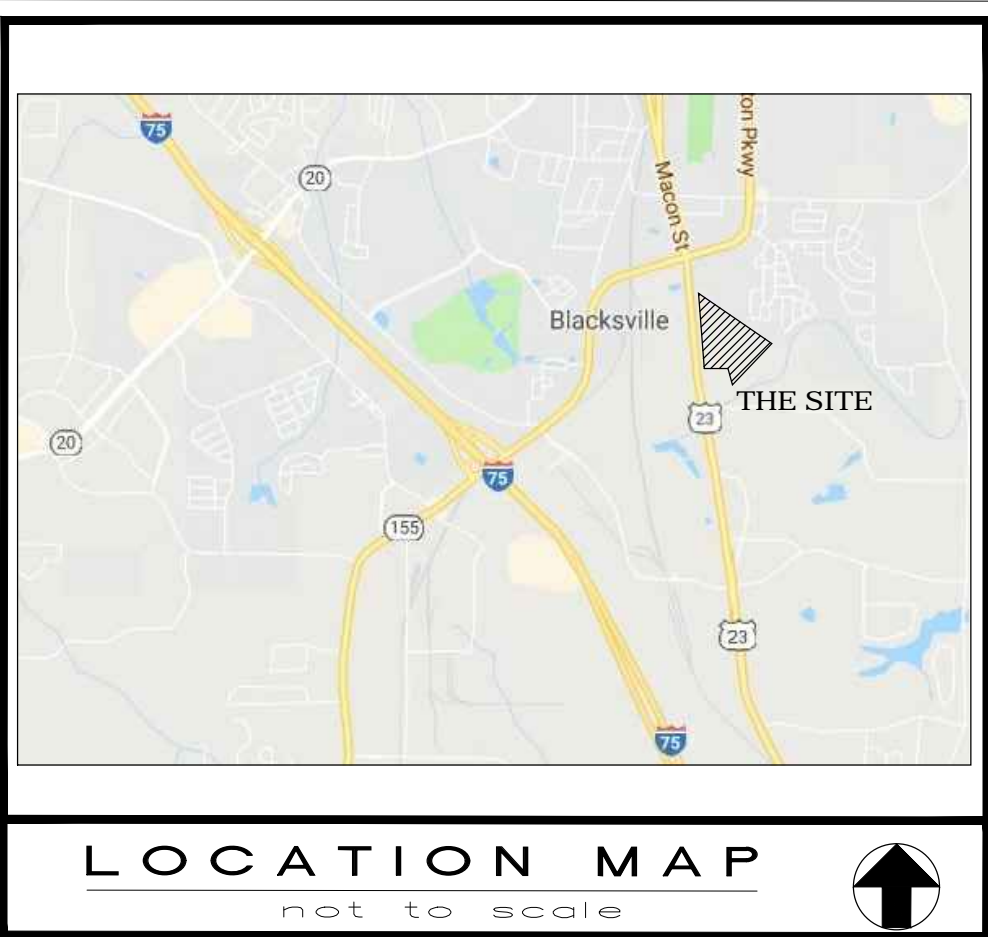 75
20
ton Pkwy
Macon St
Blacksville
THE SITE
23
20
75
155
23
75
LOCATION MAP
not to scale